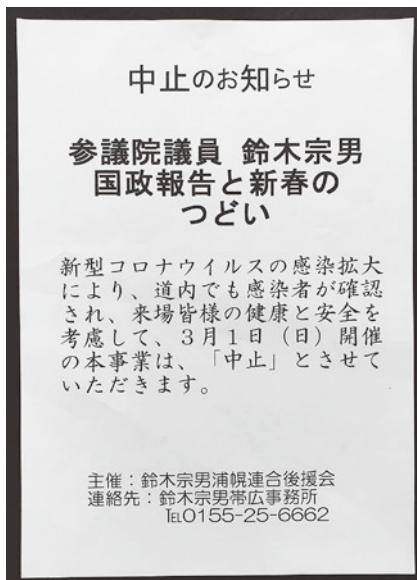 中止のお知らせ
参議院議員 鈴木宗男
国政報告と新春の
つどい
新型コロナウイルスの感染拡大
により、道内でも感染者が確認
され、来場皆様の健康と安全を
考慮して、3月1日（日）開催
の本事業は、「中止」とさせて
いただきます。
主催：鈴木宗男浦幌連合後援会
連絡先：鈴木宗男帯広事務所
℡0155-25-6662